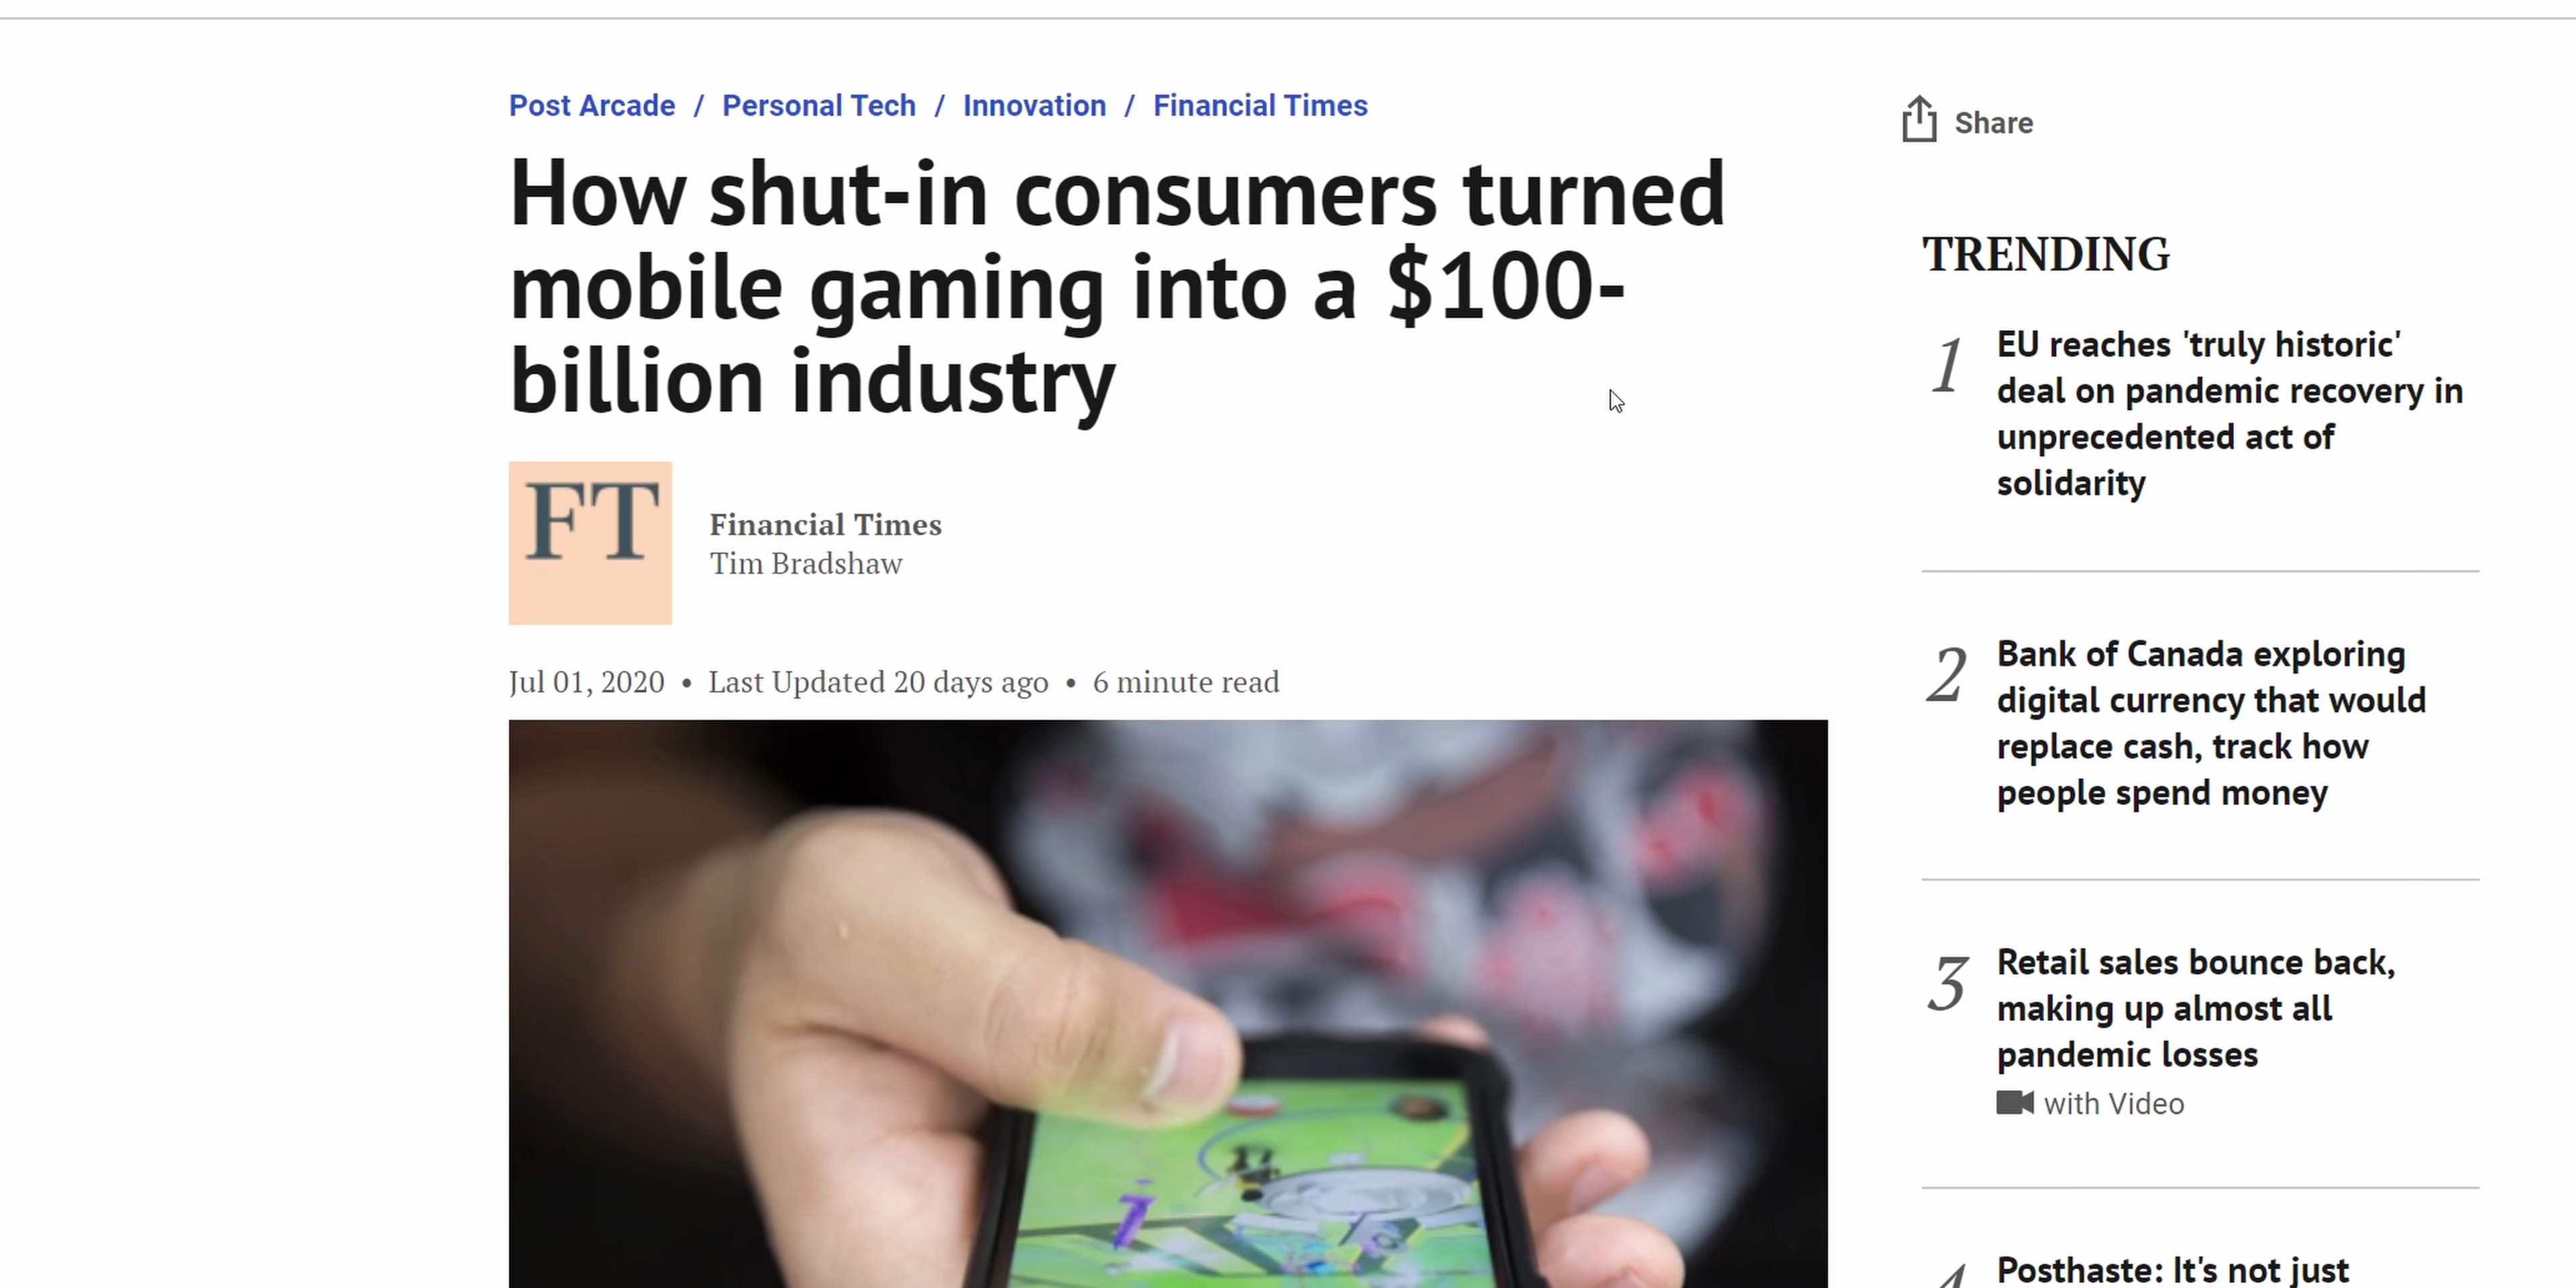 Post Arcade / Personal Tech / Innovation / Financial Times
How shut-in consumers turned
mobile gaming into a $100-
billion industry
FT
Financial Times
Tim Bradshaw
Jul 01, 2020 • Last Updated 20 days ago • 6 minute read
Share
TRENDING
1
EU reaches 'truly historic'
deal on pandemic recovery in
unprecedented act of
solidarity
2
Bank of Canada exploring
digital currency that would
replace cash, track how
people spend money
3
Retail sales bounce back,
making up almost all
pandemic losses
with Video
4
Posthaste: It's not just